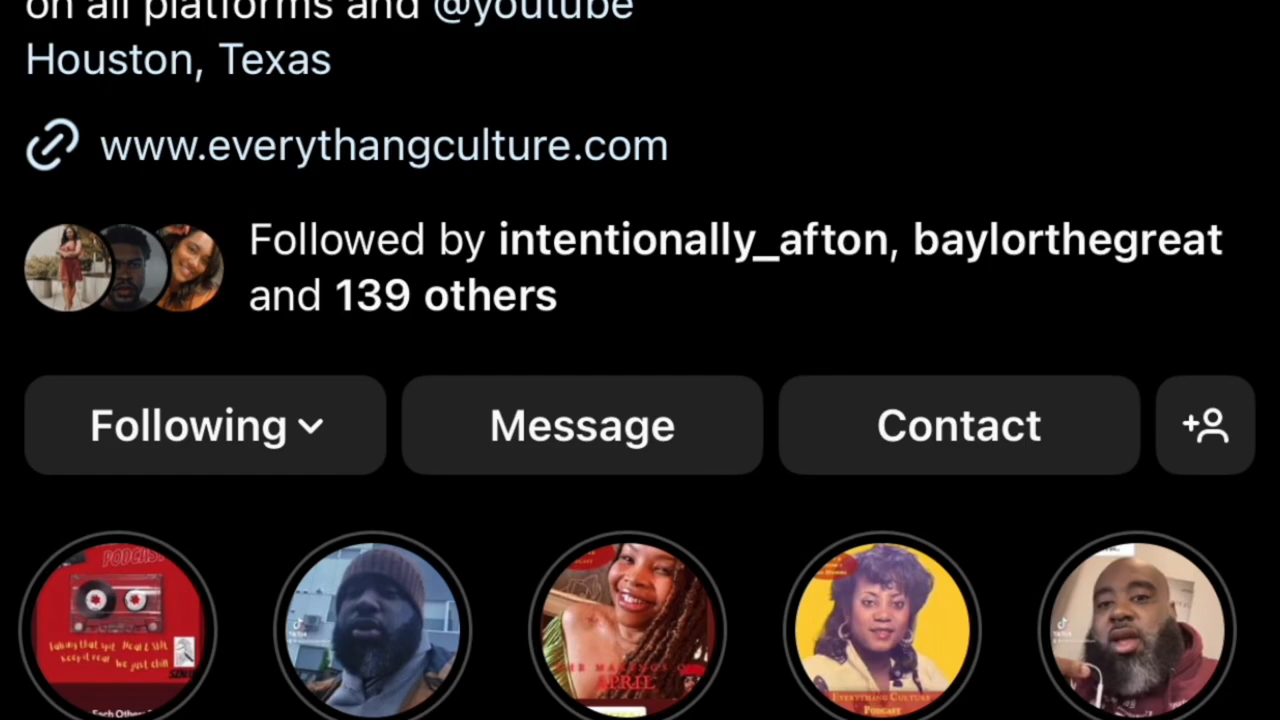 on all platforms and @youtube
Houston, Texas
www.everythangculture.com
Followed by intentionally_afton, baylorthegreat
and 139 others
Following
Message
Contact
PODCAST
APRIL
EVERYTHANG CULTURE
PODCAST